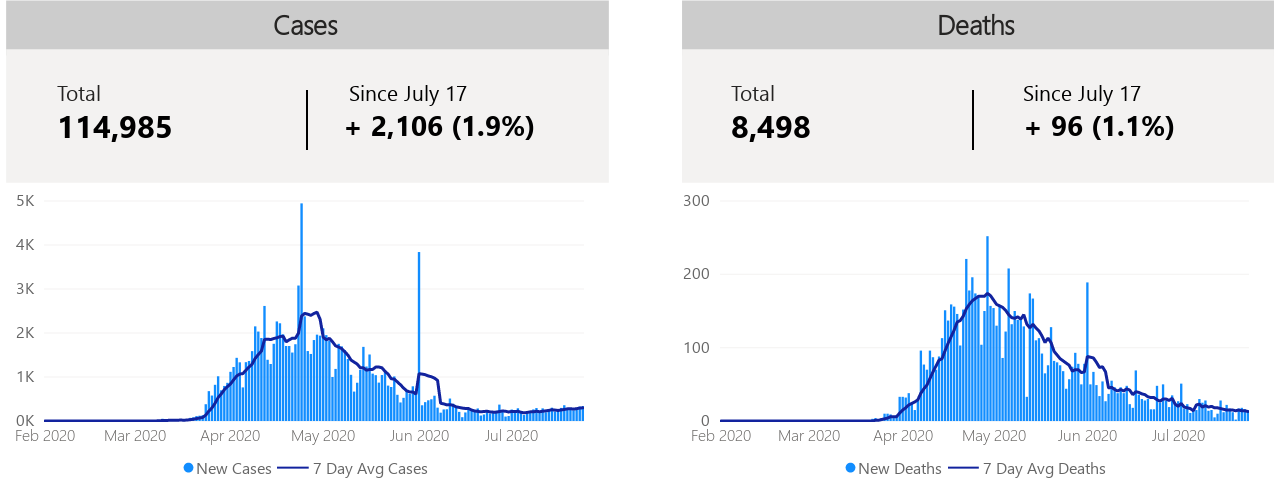 Cases
Total
114,985
Since July 17
+ 2,106 (1.9%)
5K
4K
3K
2K
1K
0K
Feb 2020 Mar 2020 Apr 2020 May 2020 Jun 2020 Jul 2020
New Cases 7 Day Avg Cases
Deaths
Total
8,498
Since July 17
+ 96 (1.1%)
300
200
100
0
Feb 2020 Mar 2020 Apr 2020 May 2020 Jun 2020 Jul 2020
New Deaths 7 Day Avg Deaths